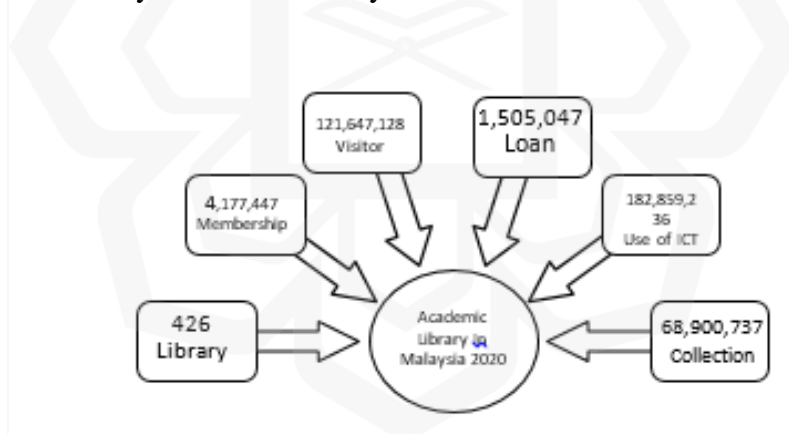 121,647,128
Visitor
1,505,047
Loan
4,177,447
Membership
182,859,2
36
Use of ICT
426
Library
Academic
Library in
Malaysia 2020
68,900,737
Collection